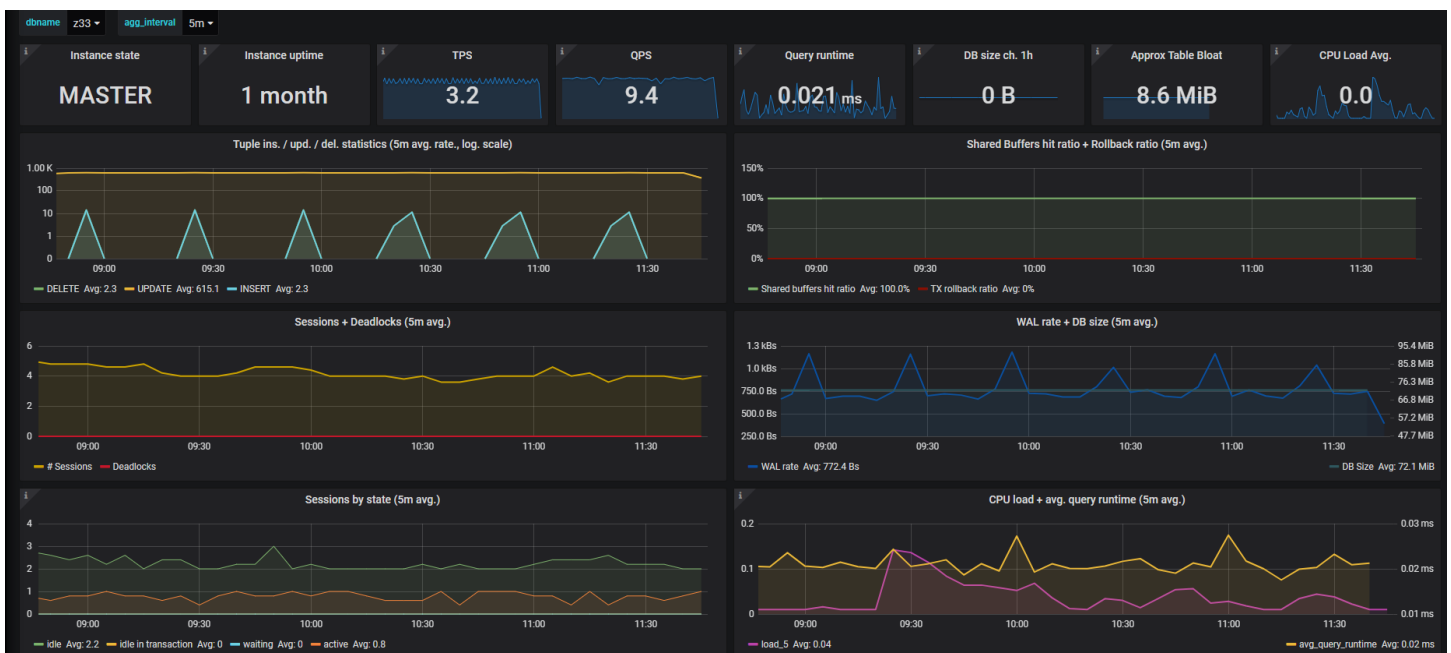 dbname z33 agg_interval 5m
Instance state Instance uptime TPS QPS Query runtime DB size ch. 1h Approx Table Bloat CPU Load Avg.
MASTER 1 month 3.2 9.4 0.021 ms 0 B 8.6 MiB 0.0
Tuple ins. / upd. / del. statistics (5m avg. rate., log. scale)
1.00 K
100
10
1
0
09:00 09:30 10:00 10:30 11:00 11:30
DELETE Avg: 2.3 UPDATE Avg: 615.1 INSERT Avg: 2.3
Shared Buffers hit ratio + Rollback ratio (5m avg.)
150%
100%
50%
0%
09:00 09:30 10:00 10:30 11:00 11:30
Shared buffers hit ratio Avg: 100.0% TX rollback ratio Avg: 0%
Sessions + Deadlocks (5m avg.)
6
4
2
0
09:00 09:30 10:00 10:30 11:00 11:30
# Sessions Deadlocks
WAL rate + DB size (5m avg.)
1.3 kBs 95.4 MiB
85.8 MiB
1.0 kBs
76.3 MiB
750.0 Bs
66.8 MiB
500.0 Bs
57.2 MiB
250.0 Bs 47.7 MiB
09:00 09:30 10:00 10:30 11:00 11:30
WAL rate Avg: 772.4 Bs DB Size Avg: 72.1 MiB
Sessions by state (5m avg.)
4
3
2
1
0
09:00 09:30 10:00 10:30 11:00 11:30
idle Avg: 2.2 idle in transaction Avg: 0 waiting Avg: 0 active Avg: 0.8
CPU load + avg. query runtime (5m avg.)
0.2 0.03 ms
0.1 0.02 ms
0 0.01 ms
09:00 09:30 10:00 10:30 11:00 11:30
load_5 Avg: 0.04 avg_query_runtime Avg: 0.02 ms